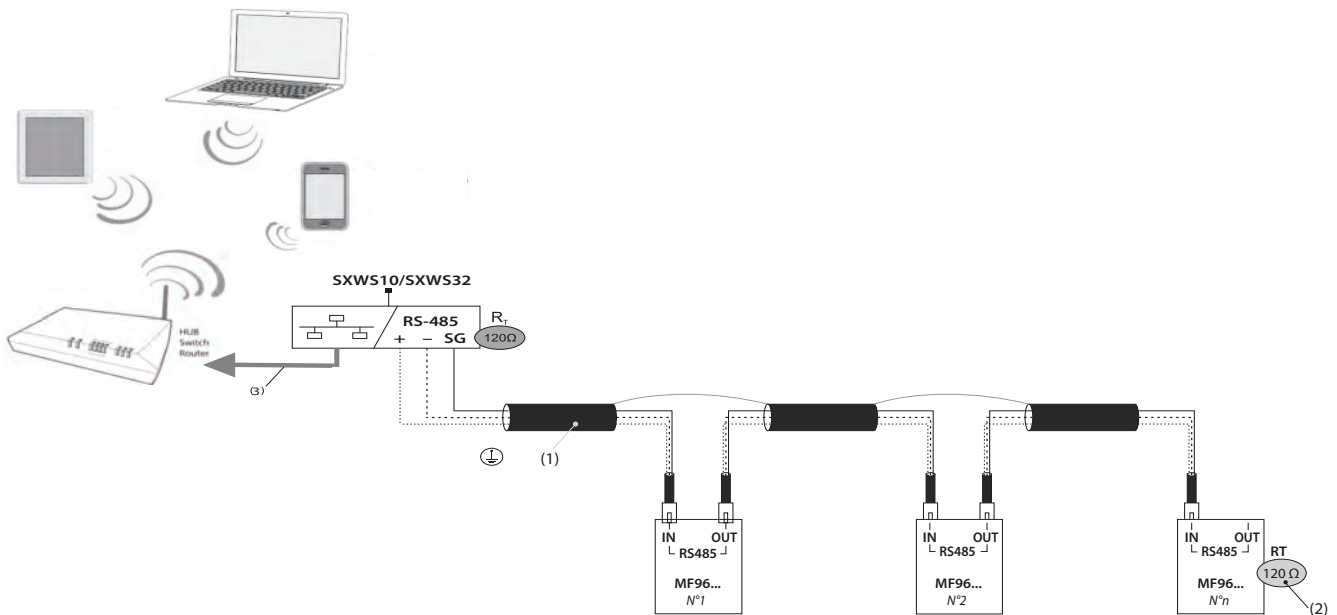 SXWS10/SXWS32
RS-485
+ − SG
RT
120Ω
HUB
Switch
Router
(3)
(1)
IN OUT
RS485
MF96...
N°1
IN OUT
RS485
MF96...
N°2
IN OUT
RS485
MF96...
N°n
RT
120 Ω
(2)